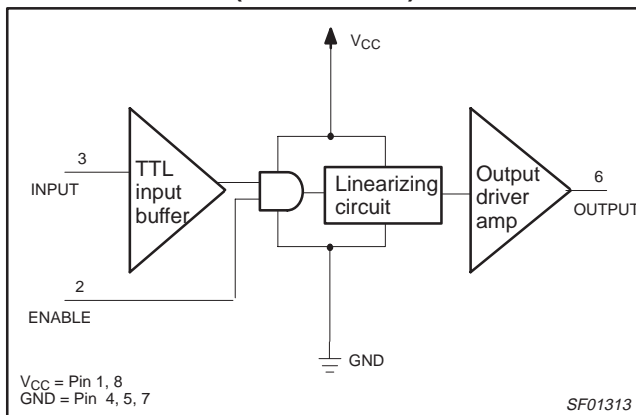 VCC
3
INPUT
TTL
input
buffer
Linearizing
circuit
Output
driver
amp
6
OUTPUT
2
ENABLE
GND
VCC = Pin 1, 8
GND = Pin 4, 5, 7
SF01313